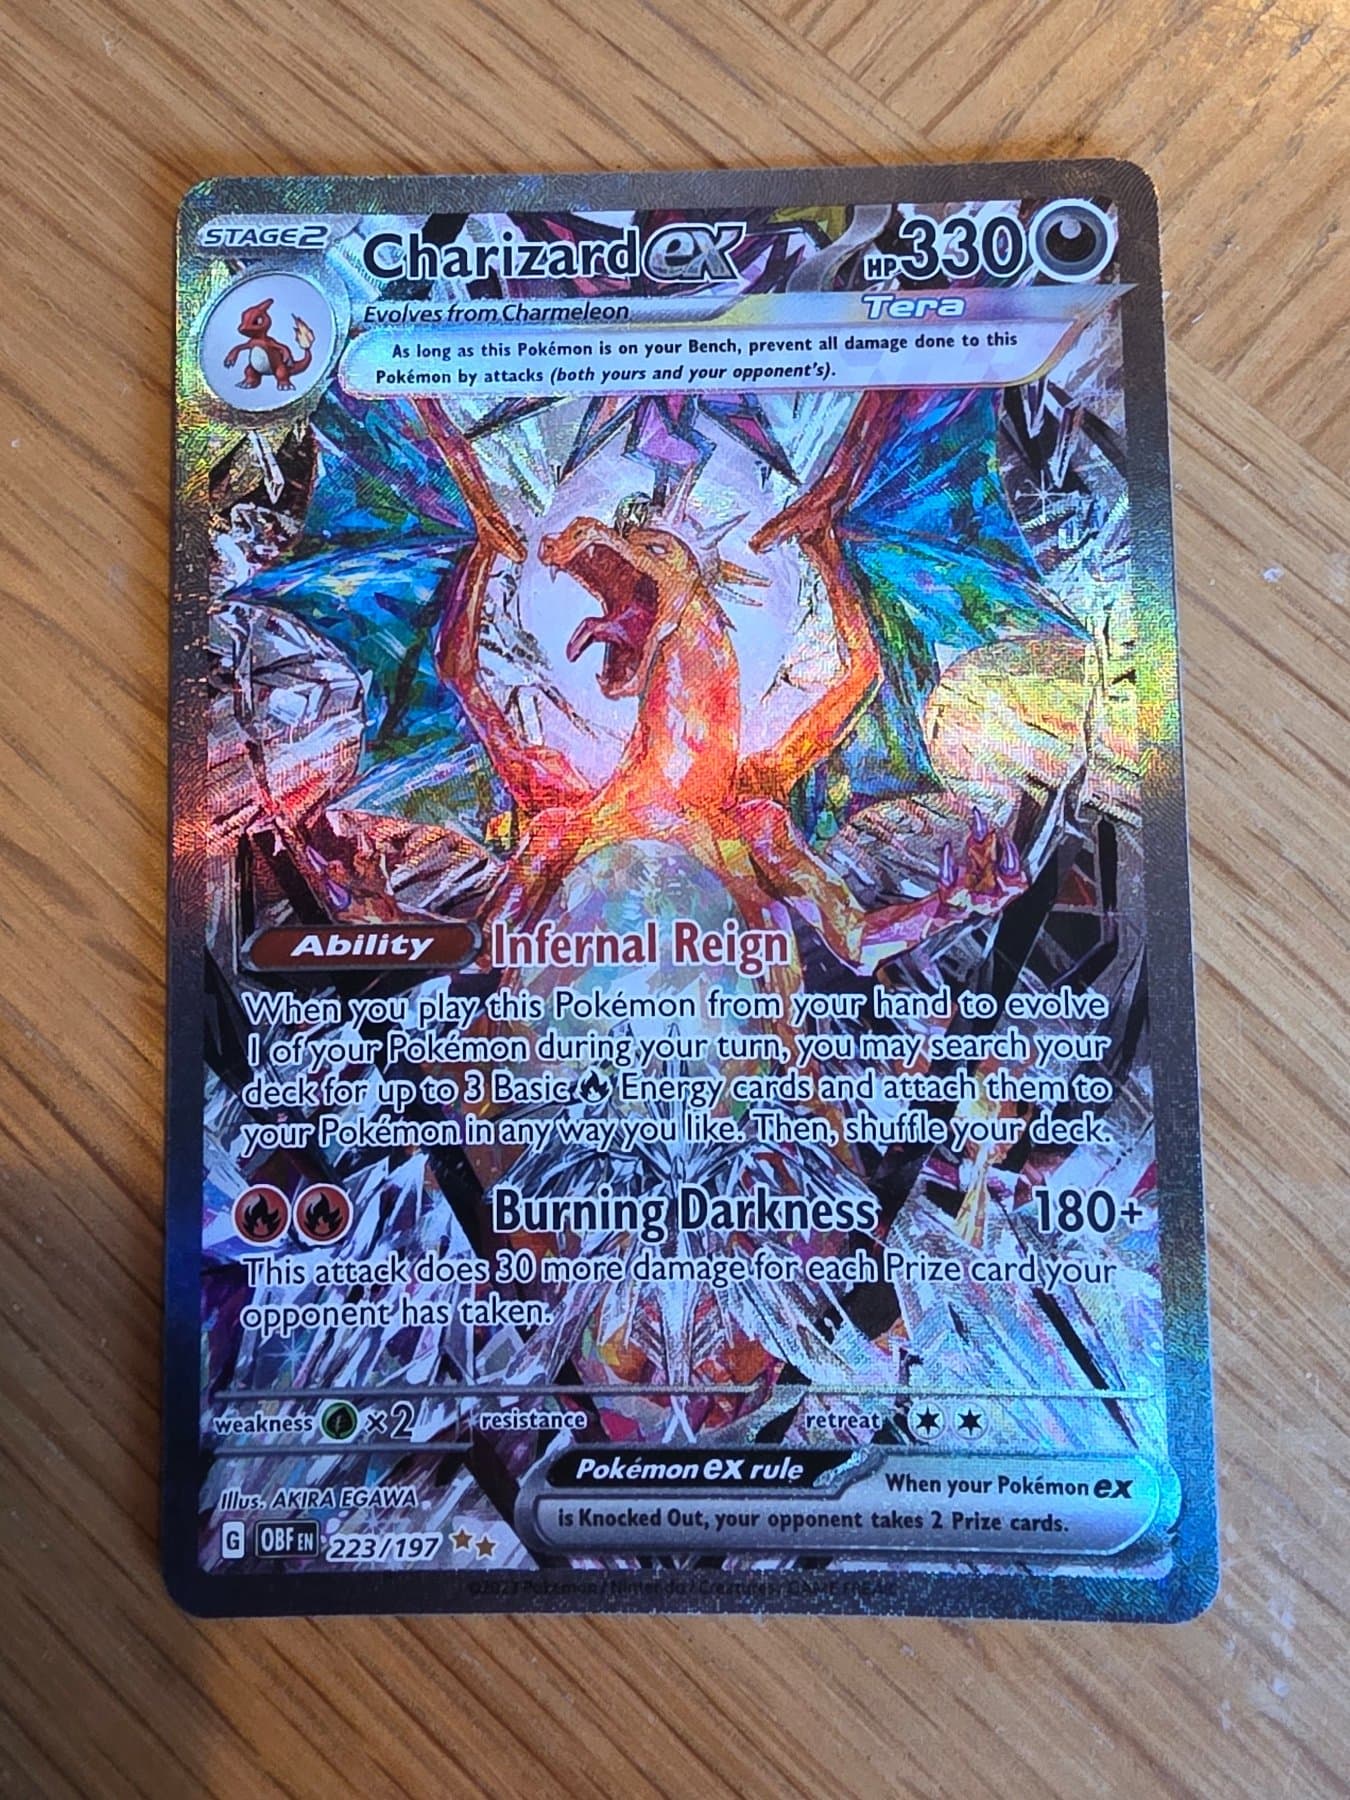 STAGE2 Charizard ex HP330
Evolves from Charmeleon Tera
As long as this Pokémon is on your Bench, prevent all damage done to this
Pokémon by attacks (both yours and your opponent's).
Ability Infernal Reign
When you play this Pokémon from your hand to evolve
1 of your Pokémon during your turn, you may search your
deck for up to 3 Basic Energy cards and attach them to
your Pokémon in any way you like. Then, shuffle your deck.
Burning Darkness 180+
This attack does 30 more damage for each Prize card your
opponent has taken.
weakness ×2 resistance retreat
Pokémon ex rule When your Pokémon ex
is Knocked Out, your opponent takes 2 Prize cards.
Illus. AKIRA EGAWA
G OBF EN 223/197
©2023 Pokémon / Nintendo / Creatures / GAME FREAK